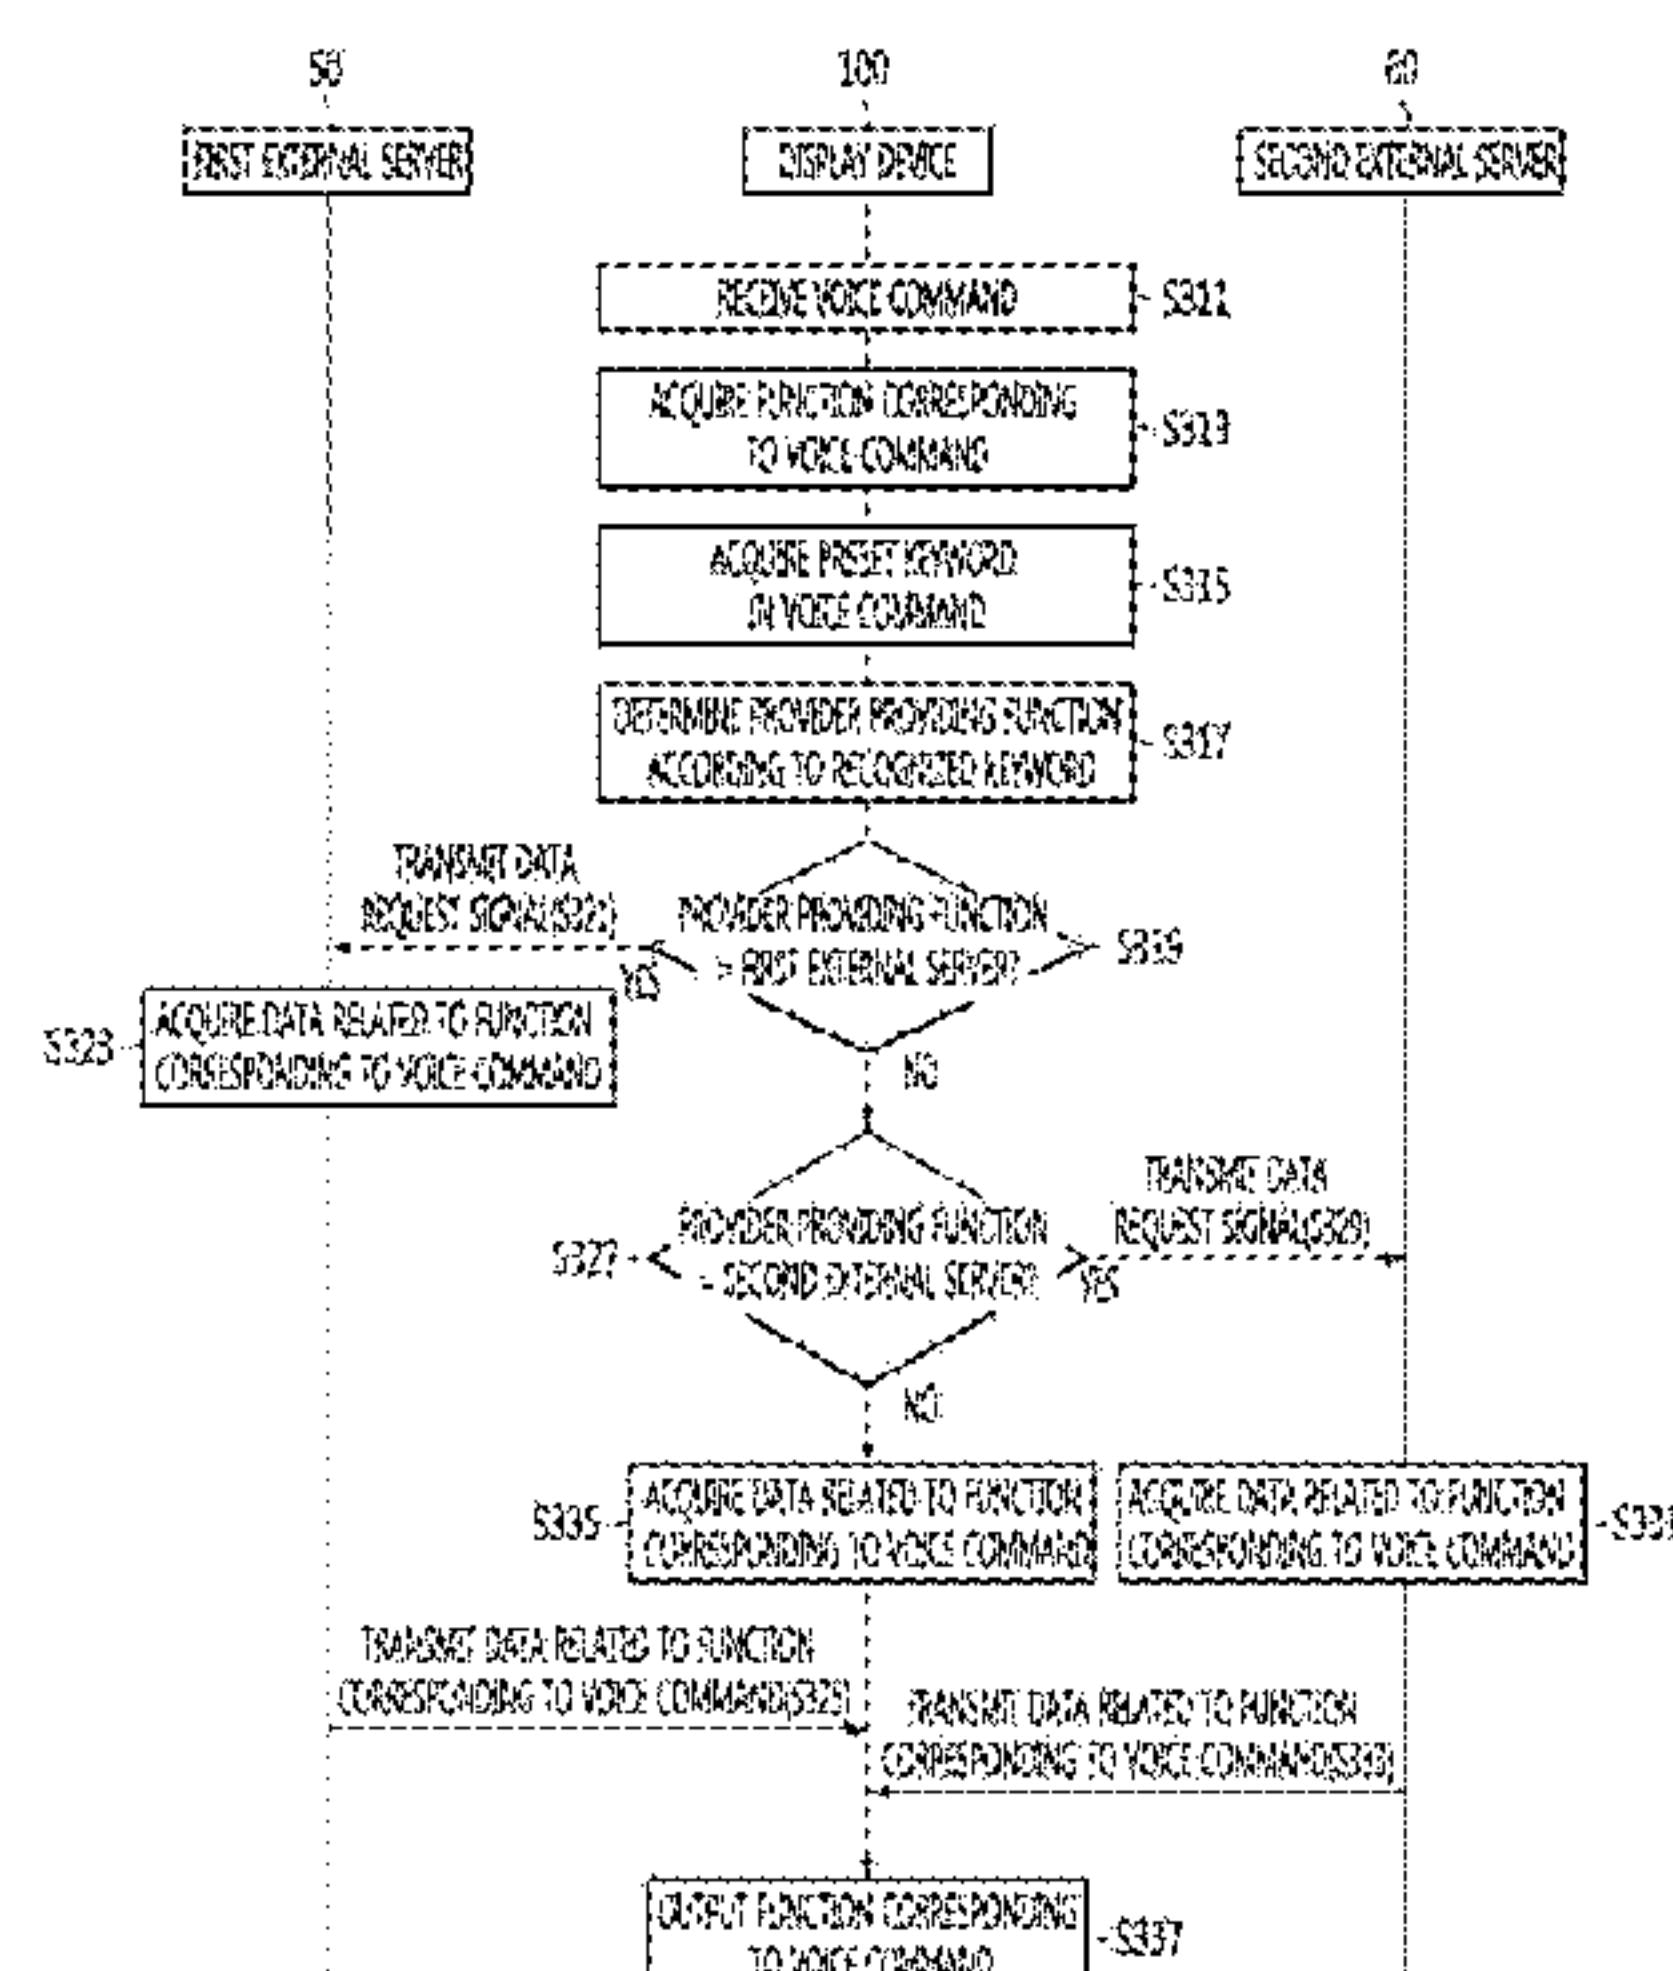 50
100
60
FIRST EXTERNAL SERVER
DISPLAY DEVICE
SECOND EXTERNAL SERVER
RECEIVE VOICE COMMAND
S311
ACQUIRE FUNCTION CORRESPONDING
TO VOICE COMMAND
S313
ACQUIRE PRESET KEYWORD
IN VOICE COMMAND
S315
DETERMINE PROVIDER PROVIDING FUNCTION
ACCORDING TO RECOGNIZED KEYWORD
S317
TRANSMIT DATA
REQUEST SIGNAL(S321)
YES
PROVIDER PROVIDING FUNCTION
= FIRST EXTERNAL SERVER?
S319
NO
S323
ACQUIRE DATA RELATED TO FUNCTION
CORRESPONDING TO VOICE COMMAND
S327
PROVIDER PROVIDING FUNCTION
= SECOND EXTERNAL SERVER?
TRANSMIT DATA
REQUEST SIGNAL(S329)
YES
NO
S335
ACQUIRE DATA RELATED TO FUNCTION
CORRESPONDING TO VOICE COMMAND
ACQUIRE DATA RELATED TO FUNCTION
CORRESPONDING TO VOICE COMMAND
S331
TRANSMIT DATA RELATED TO FUNCTION
CORRESPONDING TO VOICE COMMAND(S325)
TRANSMIT DATA RELATED TO FUNCTION
CORRESPONDING TO VOICE COMMAND(S333)
OUTPUT FUNCTION CORRESPONDING
TO VOICE COMMAND
S337